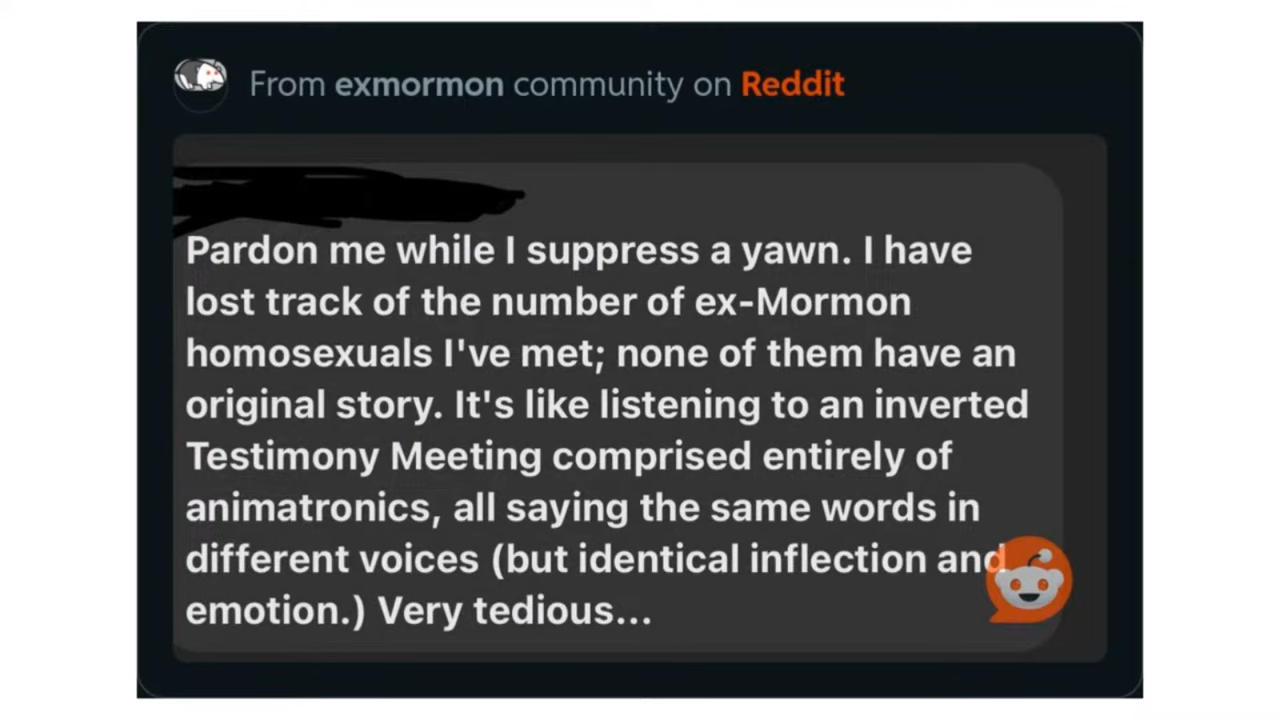 From exmormon community on Reddit
Pardon me while I suppress a yawn. I have
lost track of the number of ex-Mormon
homosexuals I've met; none of them have an
original story. It's like listening to an inverted
Testimony Meeting comprised entirely of
animatronics, all saying the same words in
different voices (but identical inflection and
emotion.) Very tedious...